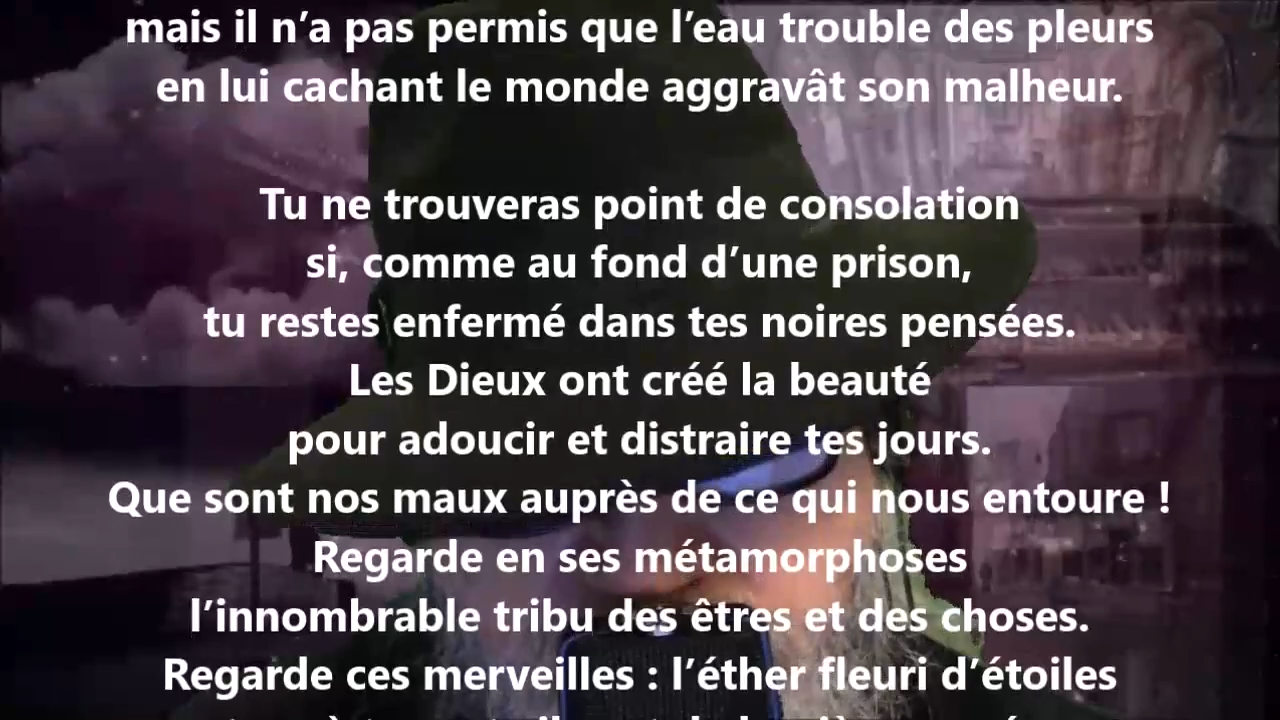 mais il n’a pas permis que l’eau trouble des pleurs
en lui cachant le monde aggravât son malheur.
Tu ne trouveras point de consolation
si, comme au fond d’une prison,
tu restes enfermé dans tes noires pensées.
Les Dieux ont créé la beauté
pour adoucir et distraire tes jours.
Que sont nos maux auprès de ce qui nous entoure !
Regarde en ses métamorphoses
l’innombrable tribu des êtres et des choses.
Regarde ces merveilles : l’éther fleuri d’étoiles